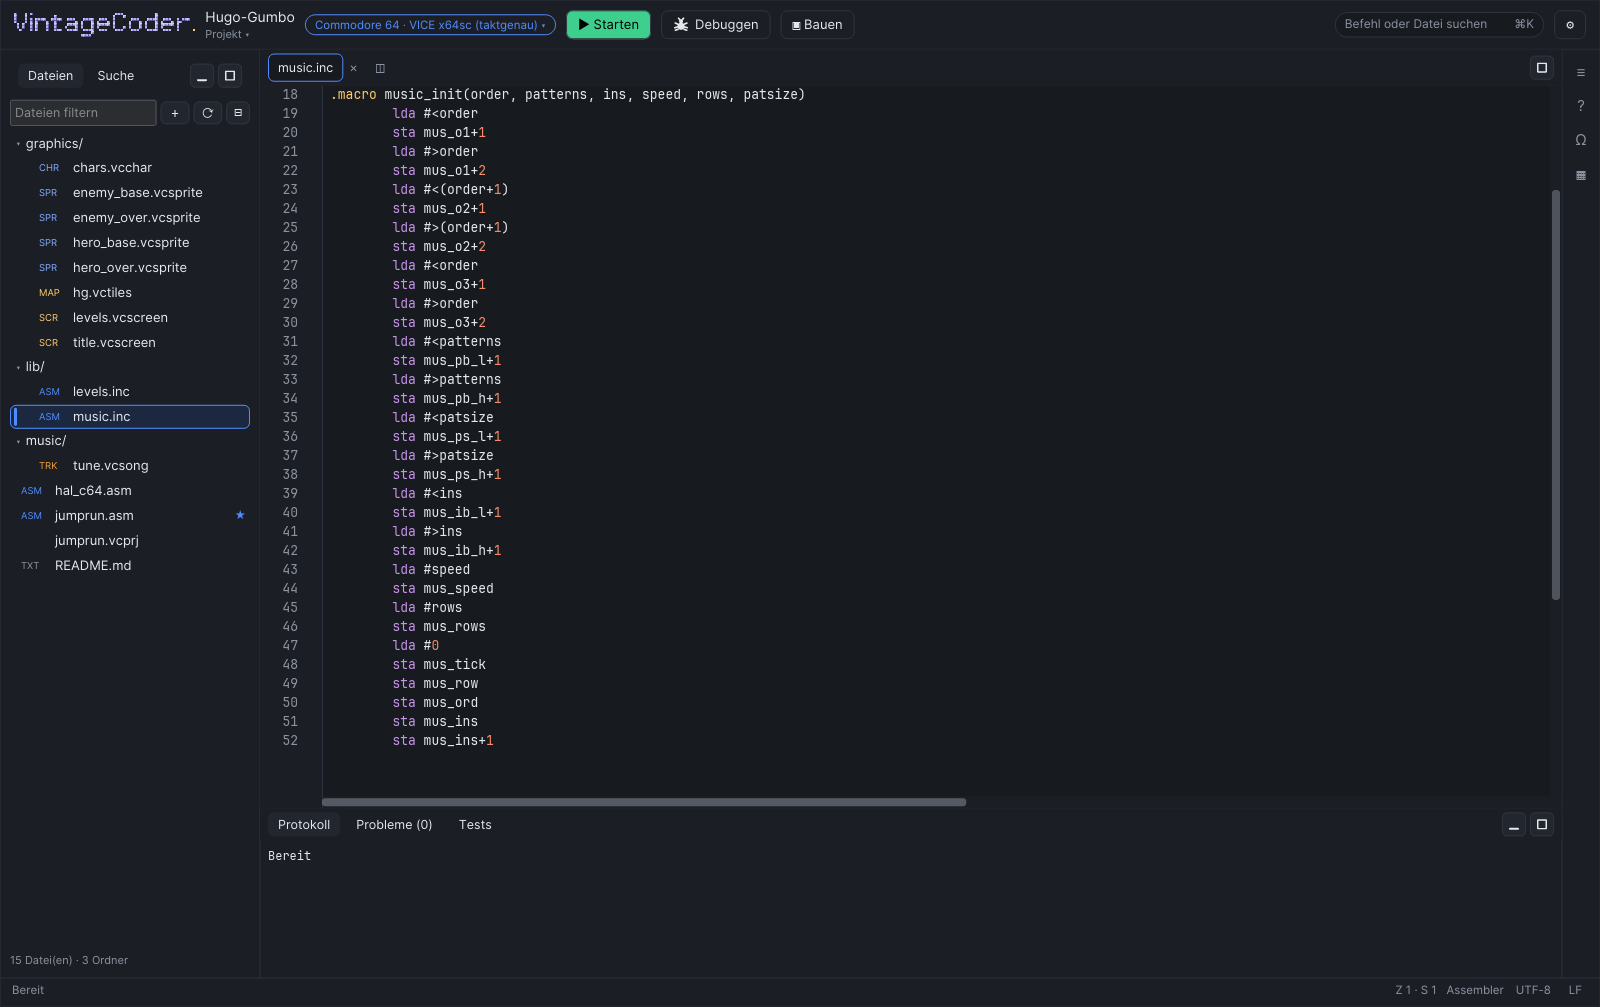 VintageCoder.
Hugo-Gumbo
Projekt
Commodore 64 · VICE x64sc (taktgenau)
Starten
Debuggen
Bauen
Befehl oder Datei suchen ⌘K
Dateien Suche
Dateien filtern
graphics/
CHR chars.vcchar
SPR enemy_base.vcsprite
SPR enemy_over.vcsprite
SPR hero_base.vcsprite
SPR hero_over.vcsprite
MAP hg.vctiles
SCR levels.vcscreen
SCR title.vcscreen
lib/
ASM levels.inc
ASM music.inc
music/
TRK tune.vcsong
ASM hal_c64.asm
ASM jumprun.asm ★
jumprun.vcprj
TXT README.md
15 Datei(en) · 3 Ordner
music.inc ×
18 .macro music_init(order, patterns, ins, speed, rows, patsize)
19 lda #<order
20 sta mus_o1+1
21 lda #>order
22 sta mus_o1+2
23 lda #<(order+1)
24 sta mus_o2+1
25 lda #>(order+1)
26 sta mus_o2+2
27 lda #<order
28 sta mus_o3+1
29 lda #>order
30 sta mus_o3+2
31 lda #<patterns
32 sta mus_pb_l+1
33 lda #>patterns
34 sta mus_pb_h+1
35 lda #<patsize
36 sta mus_ps_l+1
37 lda #>patsize
38 sta mus_ps_h+1
39 lda #<ins
40 sta mus_ib_l+1
41 lda #>ins
42 sta mus_ib_h+1
43 lda #speed
44 sta mus_speed
45 lda #rows
46 sta mus_rows
47 lda #0
48 sta mus_tick
49 sta mus_row
50 sta mus_ord
51 sta mus_ins
52 sta mus_ins+1
Protokoll Probleme (0) Tests
Bereit
?
Ω
Bereit
Z 1 · S 1 Assembler UTF-8 LF